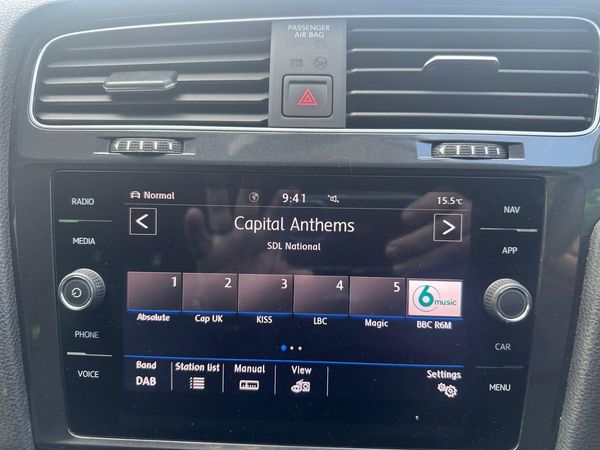 PASSENGER
AIR BAG
RADIO
MEDIA
PHONE
VOICE
Normal
9:41
15.5°C
Capital Anthems
SDL National
1
2
3
4
5
6music
Absolute
Cap UK
KISS
LBC
Magic
BBC R6M
Band
DAB
Station list
Manual
View
Settings
NAV
APP
CAR
MENU